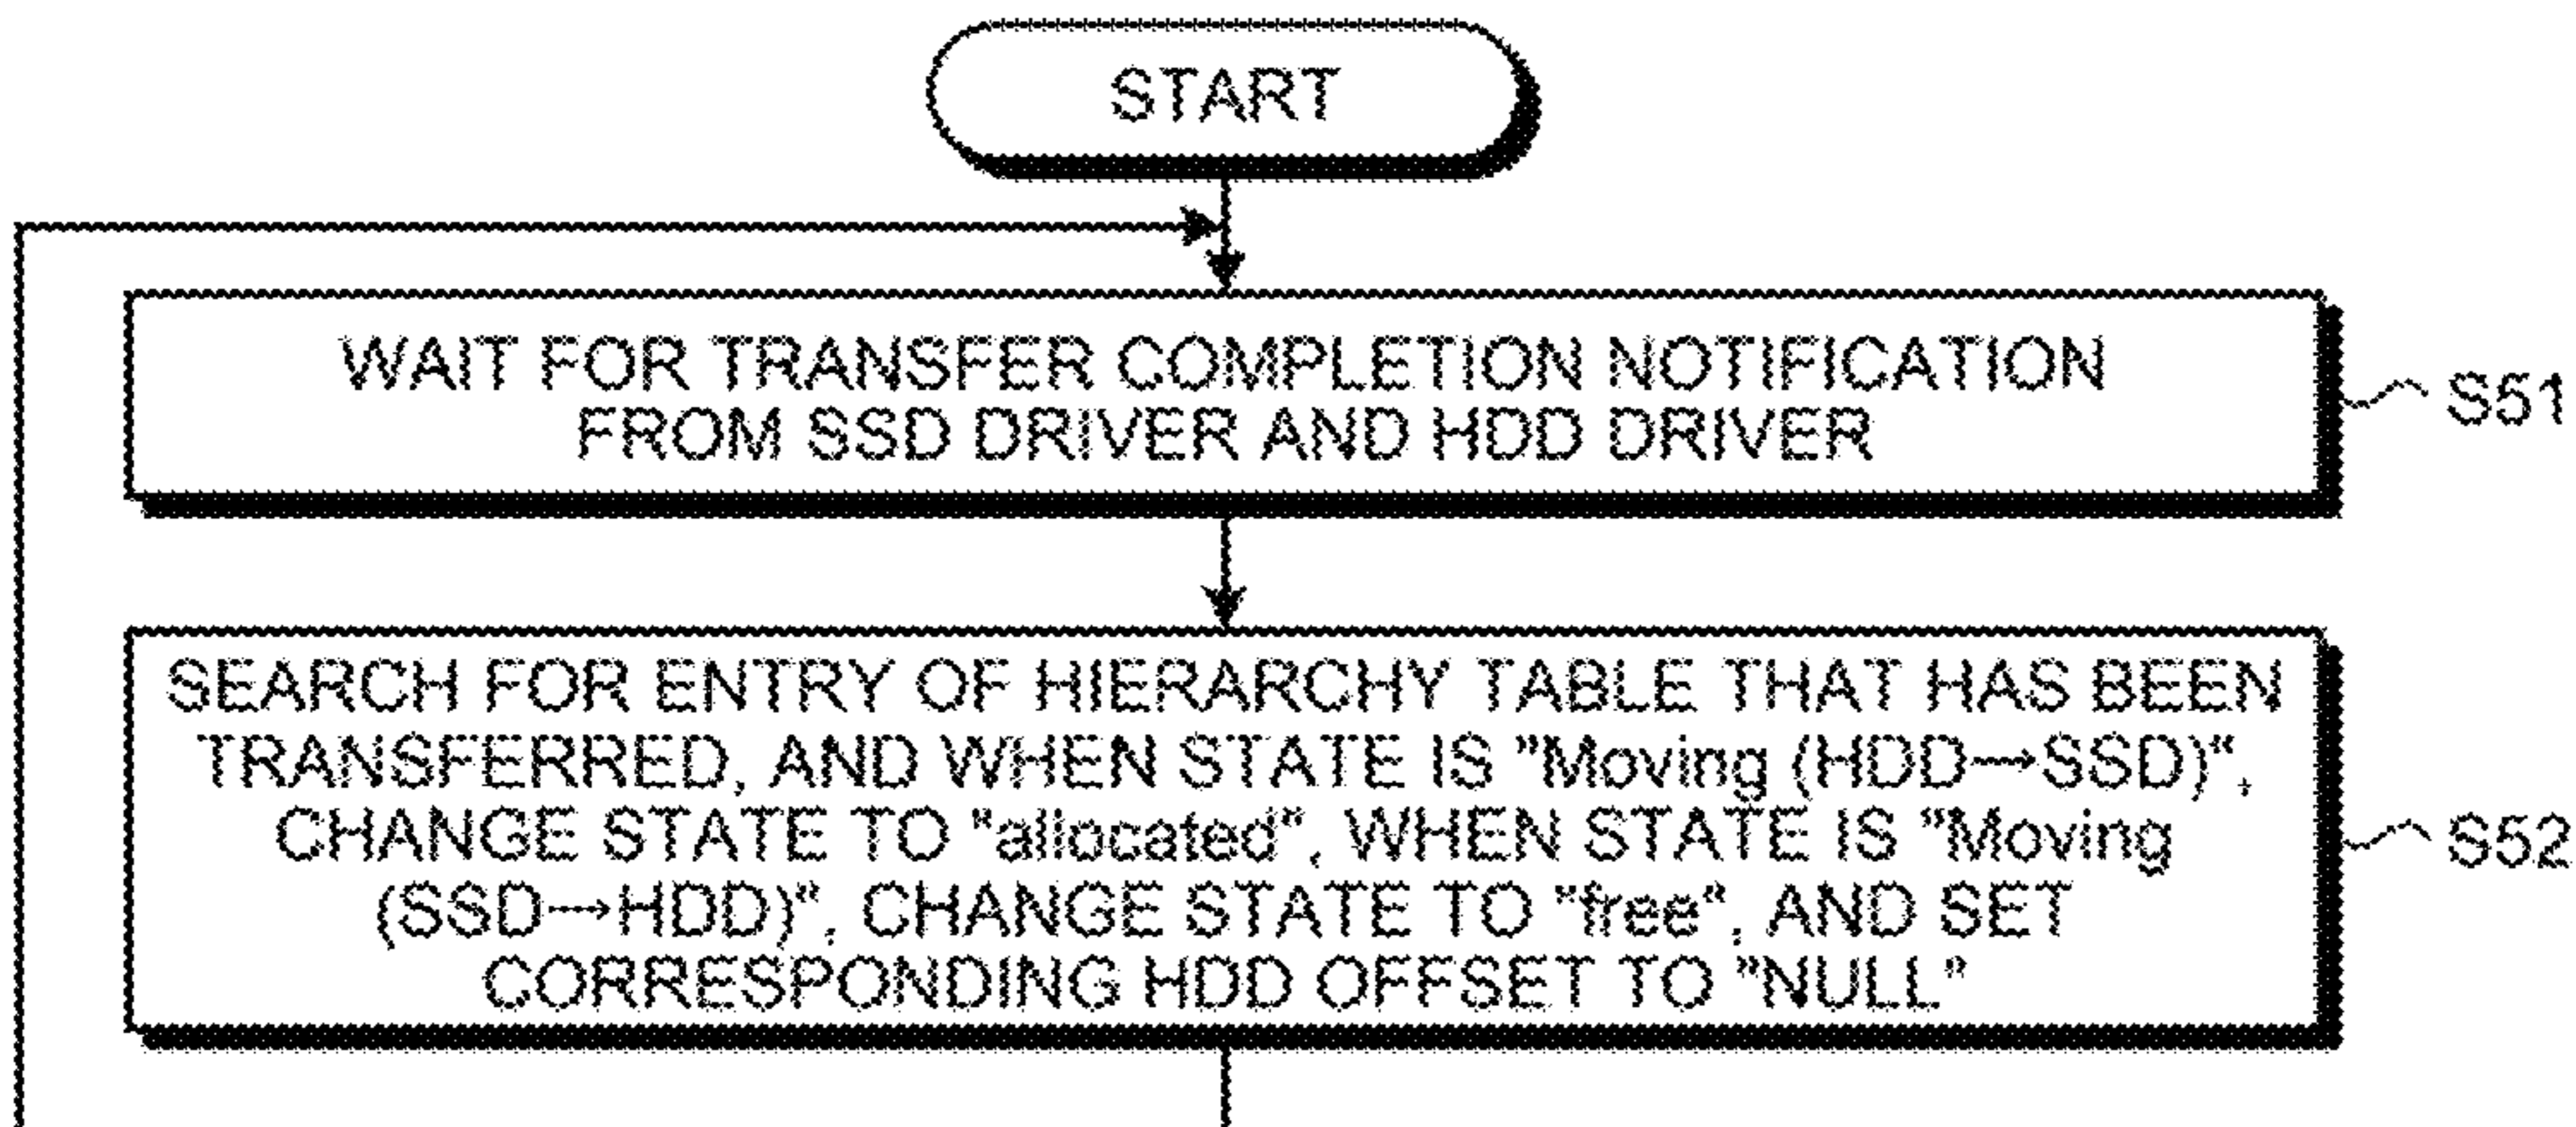 START
WAIT FOR TRANSFER COMPLETION NOTIFICATION
FROM SSD DRIVER AND HDD DRIVER
S51
SEARCH FOR ENTRY OF HIERARCHY TABLE THAT HAS BEEN
TRANSFERRED, AND WHEN STATE IS "Moving (HDD→SSD)",
CHANGE STATE TO "allocated", WHEN STATE IS "Moving
(SSD→HDD)", CHANGE STATE TO "free", AND SET
CORRESPONDING HDD OFFSET TO "NULL"
S52